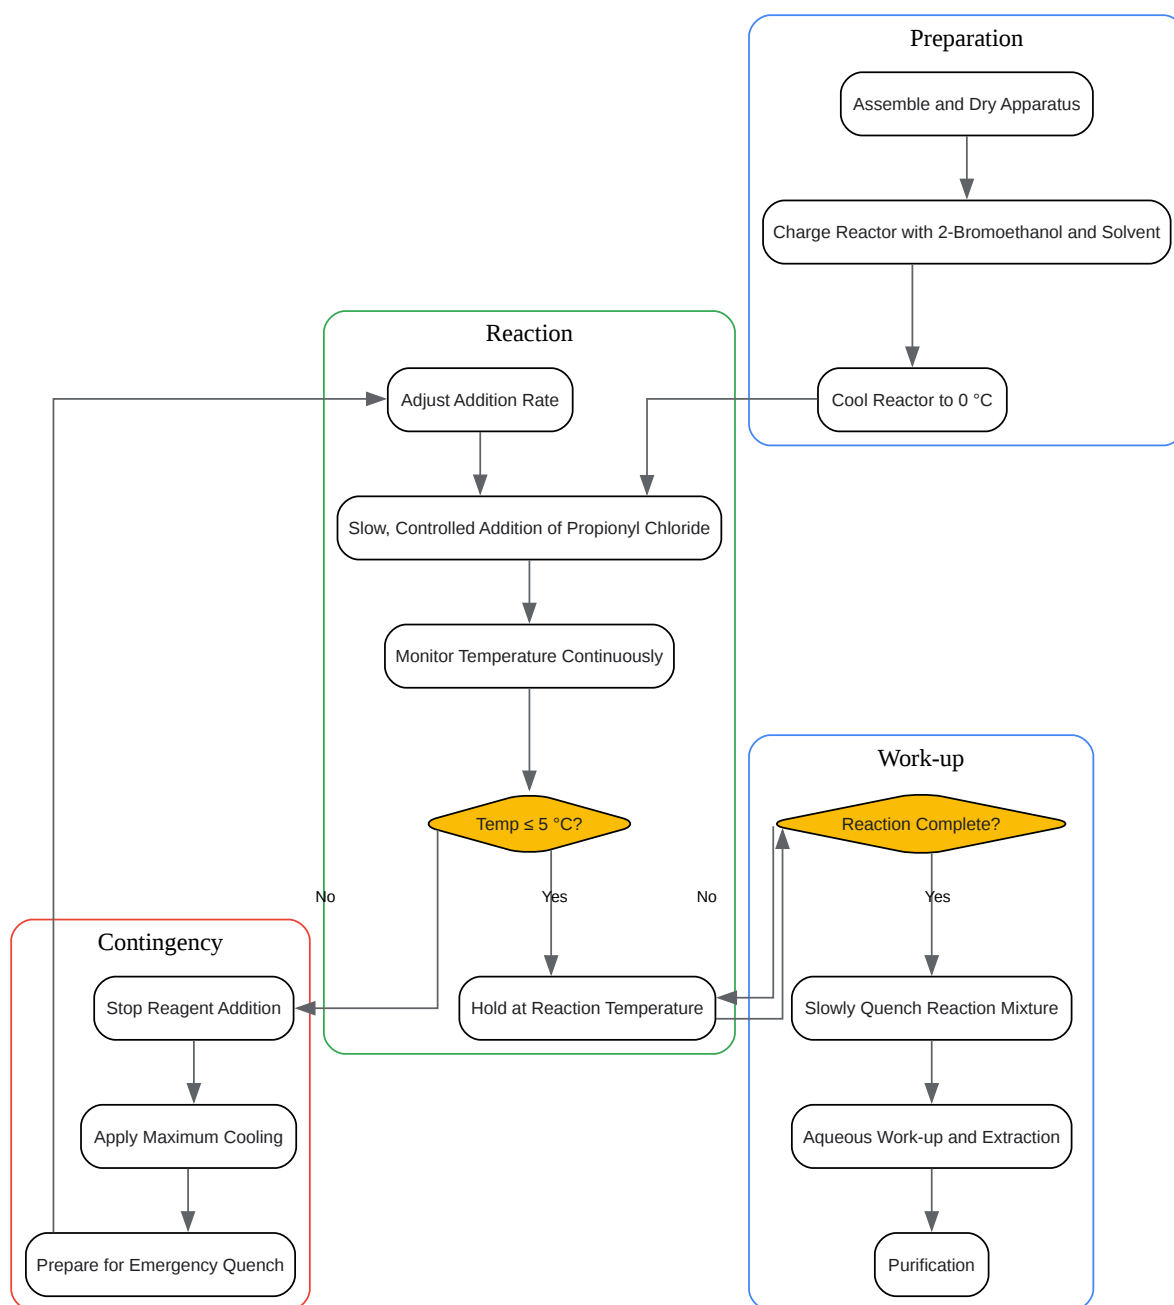 Preparation
Assemble and Dry Apparatus
Charge Reactor with 2-Bromoethanol and Solvent
Cool Reactor to 0 °C
Reaction
Adjust Addition Rate
Slow, Controlled Addition of Propionyl Chloride
Monitor Temperature Continuously
Temp ≤ 5 °C?
No
Yes
No
Hold at Reaction Temperature
Work-up
Reaction Complete?
Yes
Slowly Quench Reaction Mixture
Aqueous Work-up and Extraction
Purification
Contingency
Stop Reagent Addition
Apply Maximum Cooling
Prepare for Emergency Quench